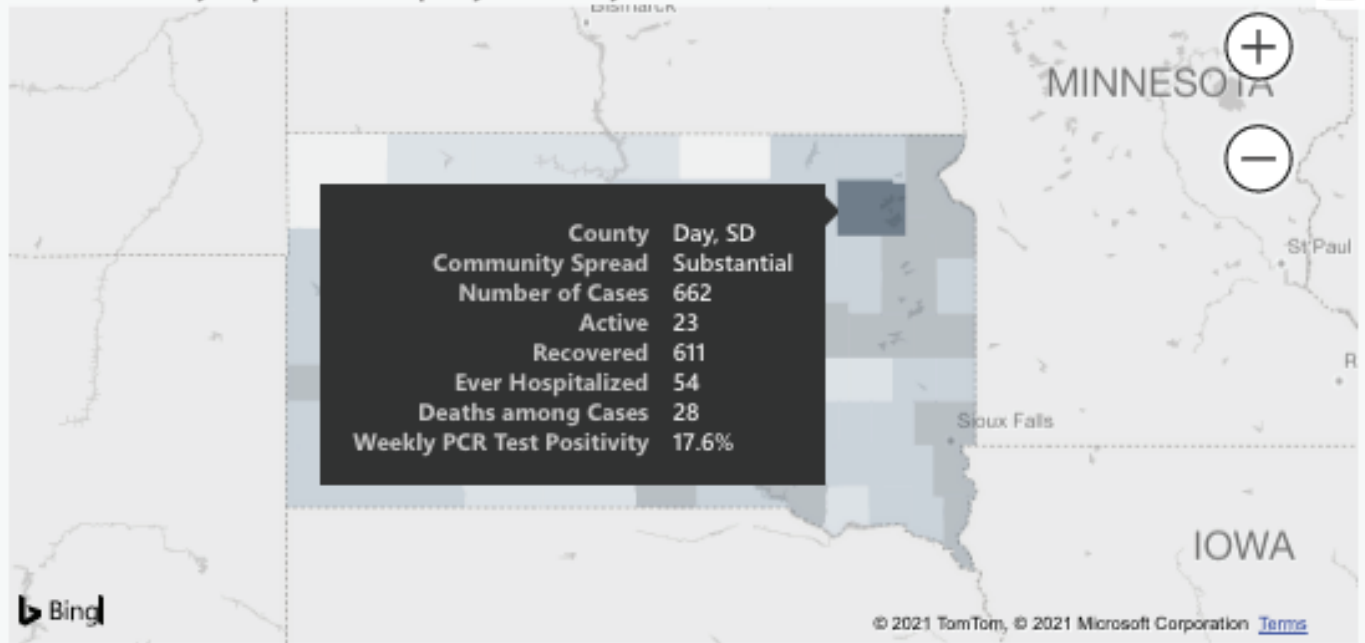 Bismarck
MINNESOTA
St Paul
County Day, SD
Community Spread Substantial
Number of Cases 662
Active 23
Recovered 611
Ever Hospitalized 54
Deaths among Cases 28
Weekly PCR Test Positivity 17.6%
R
Sioux Falls
IOWA
Bing
© 2021 TomTom, © 2021 Microsoft Corporation Terms